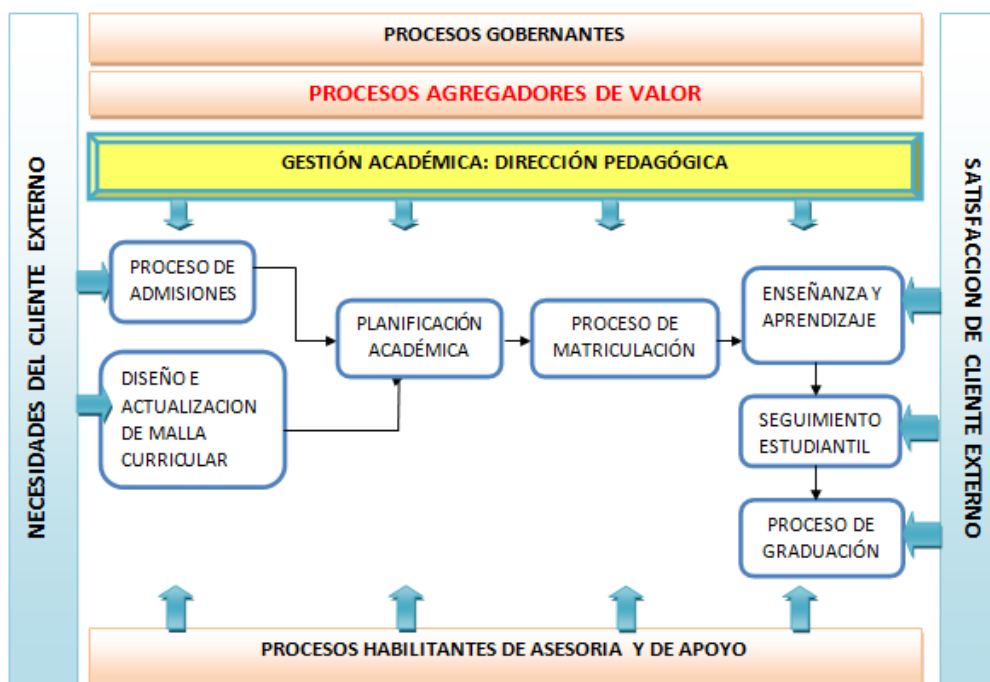 PROCESOS GOBERNANTES
PROCESOS AGREGADORES DE VALOR
GESTIÓN ACADÉMICA: DIRECCIÓN PEDAGÓGICA
NECESIDADES DEL CLIENTE EXTERNO
PROCESO DE
ADMISIONES
DISEÑO E
ACTUALIZACION
DE MALLA
CURRICULAR
PLANIFICACIÓN
ACADÉMICA
PROCESO DE
MATRICULACIÓN
ENSEÑANZA Y
APRENDIZAJE
SEGUIMIENTO
ESTUDIANTIL
PROCESO DE
GRADUACIÓN
SATISFACCION DE CLIENTE EXTERNO
PROCESOS HABILITANTES DE ASESORIA Y DE APOYO